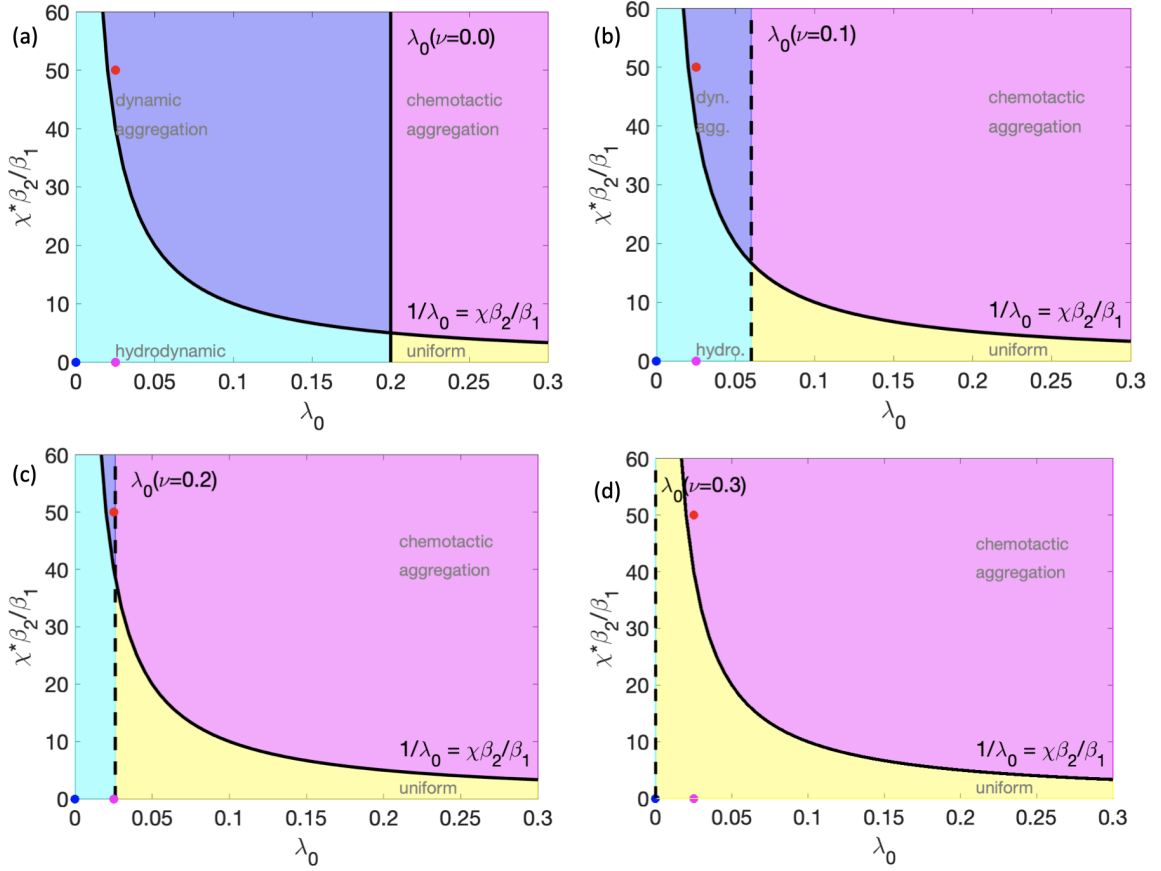 (a)
60
50
40
30
20
10
0
χ*β₂/β₁
λ₀(ν=0.0)
dynamic
aggregation
chemotactic
aggregation
1/λ₀ = χβ₂/β₁
hydrodynamic
uniform
0 0.05 0.1 0.15 0.2 0.25 0.3
λ₀
(b)
60
50
40
30
20
10
0
χ*β₂/β₁
λ₀(ν=0.1)
dyn.
agg.
chemotactic
aggregation
1/λ₀ = χβ₂/β₁
hydro.
uniform
0 0.05 0.1 0.15 0.2 0.25 0.3
λ₀
(c)
60
50
40
30
20
10
0
χ*β₂/β₁
λ₀(ν=0.2)
chemotactic
aggregation
1/λ₀ = χβ₂/β₁
uniform
0 0.05 0.1 0.15 0.2 0.25 0.3
λ₀
(d)
60
50
40
30
20
10
0
χ*β₂/β₁
λ₀(ν=0.3)
chemotactic
aggregation
1/λ₀ = χβ₂/β₁
uniform
0 0.05 0.1 0.15 0.2 0.25 0.3
λ₀